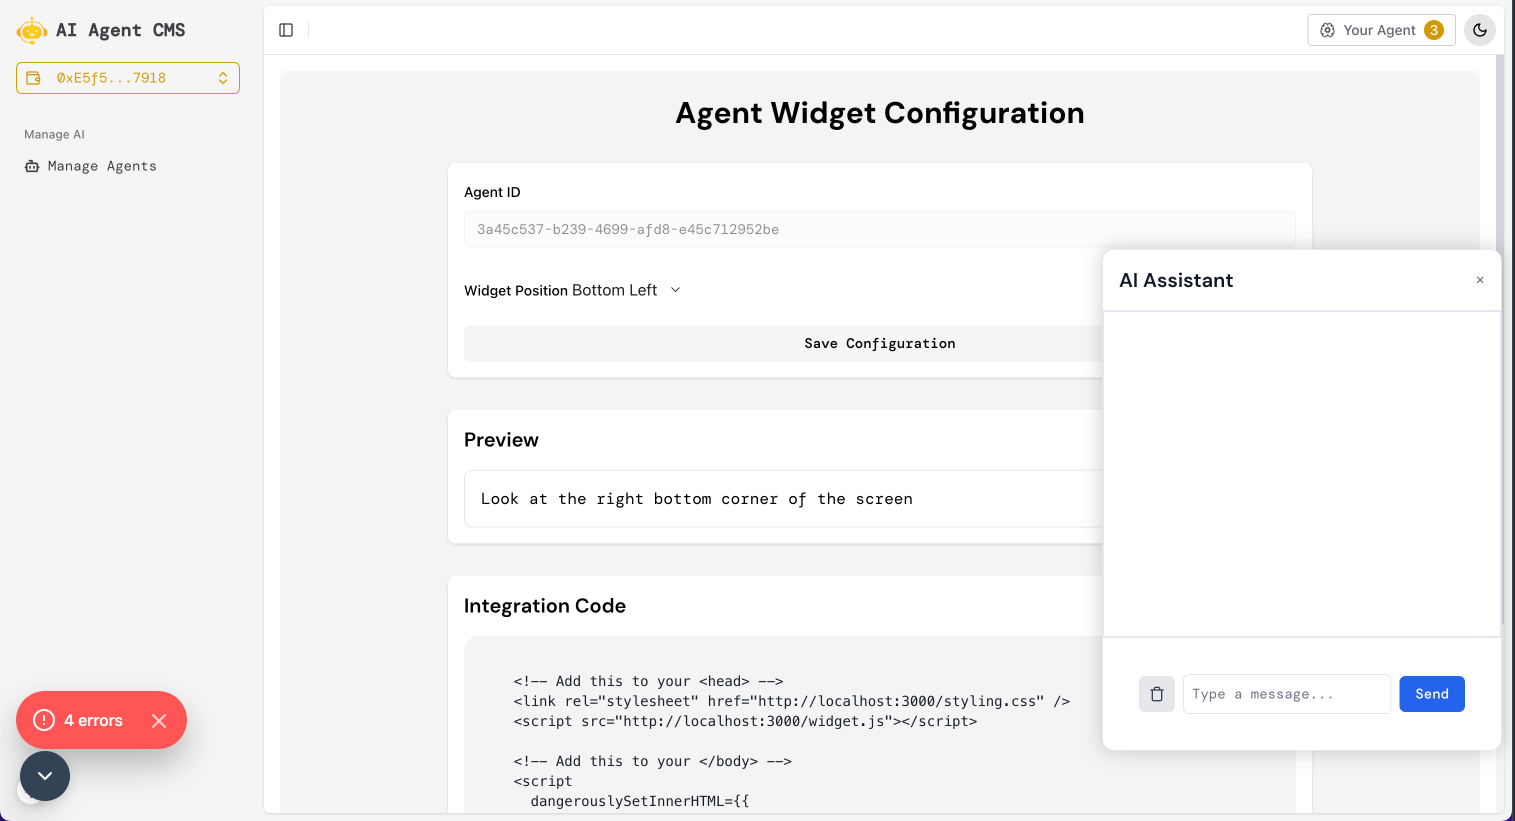 AI Agent CMS
0xE5f5...7918
Manage AI
Manage Agents
Your Agent 3
Agent Widget Configuration
Agent ID
3a45c537-b239-4699-afd8-e45c712952be
Widget Position Bottom Left
Save Configuration
Preview
Look at the right bottom corner of the screen
Integration Code
<!-- Add this to your <head> -->
<link rel="stylesheet" href="http://localhost:3000/styling.css" />
<script src="http://localhost:3000/widget.js"></script>
<!-- Add this to your </body> -->
<script
dangerouslySetInnerHTML={{
AI Assistant
×
Type a message...
Send
4 errors